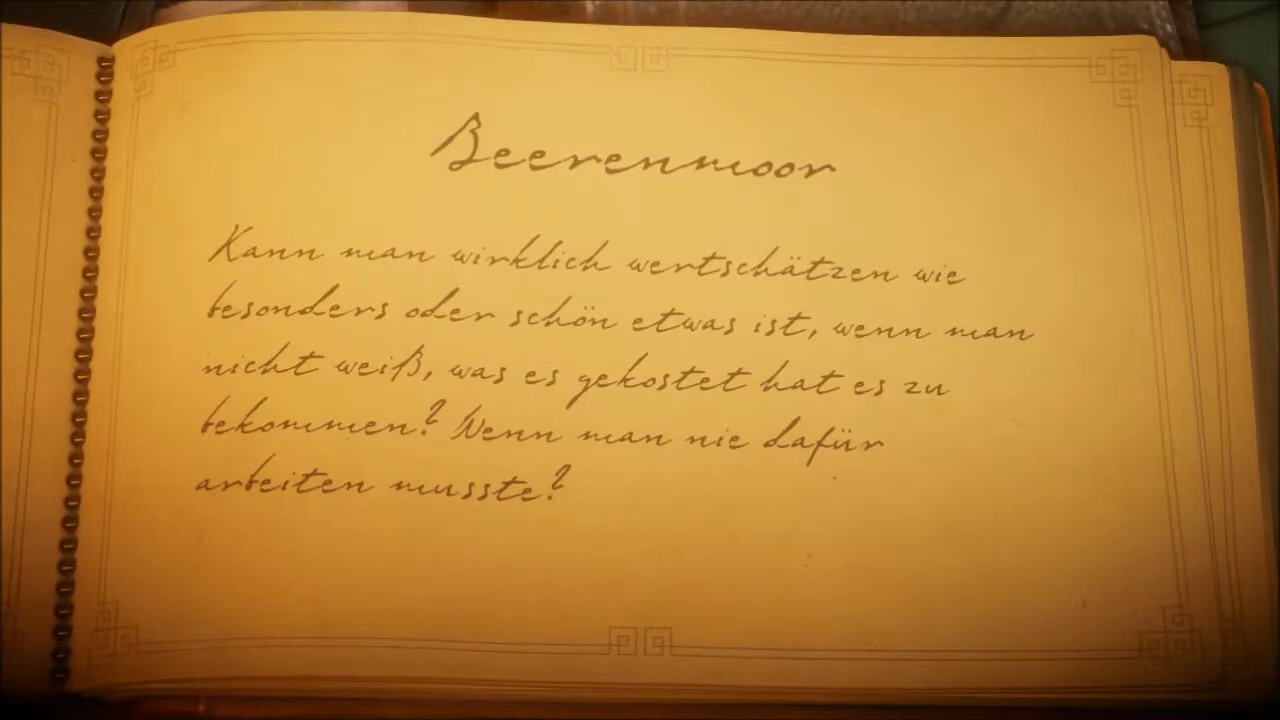 Beerenmoor
Kann man wirklich wertschätzen wie
besonders oder schön etwas ist, wenn man
nicht weiß, was es gekostet hat es zu
bekommen? Wenn man nie dafür
arbeiten musste?